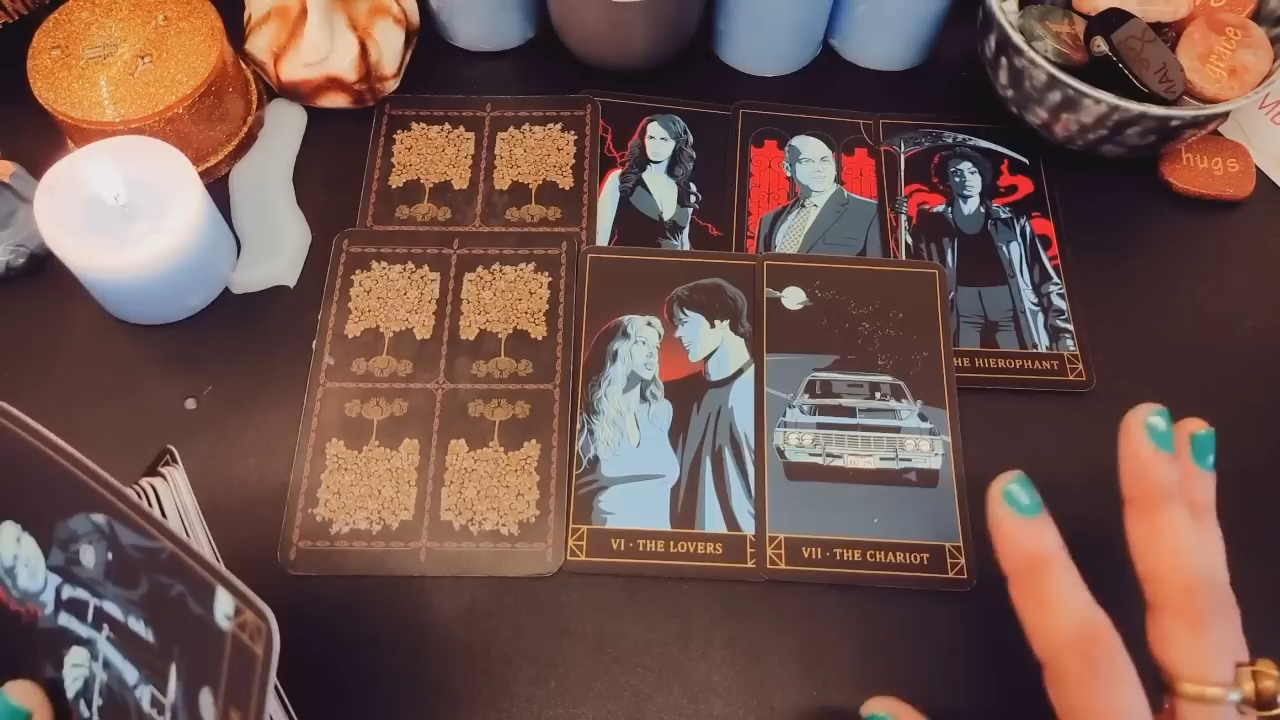 grace
hugs
HE HIEROPHANT
VI · THE LOVERS
VII · THE CHARIOT